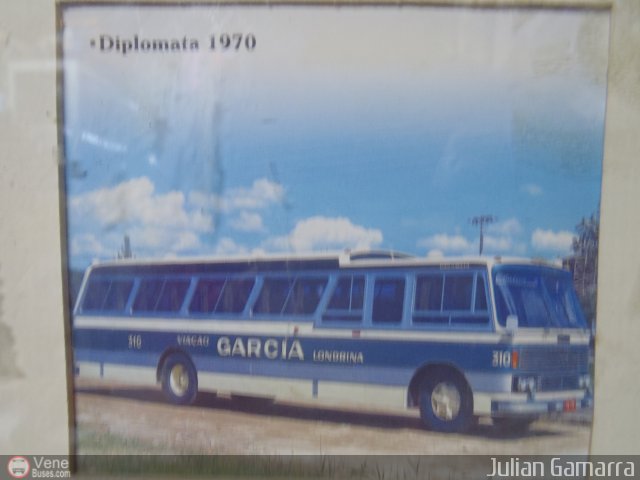 •Diplomata 1970
310
VIAÇÃO GARCIA LONDRINA
310
Vene
Buses.com
Julian Gamarra